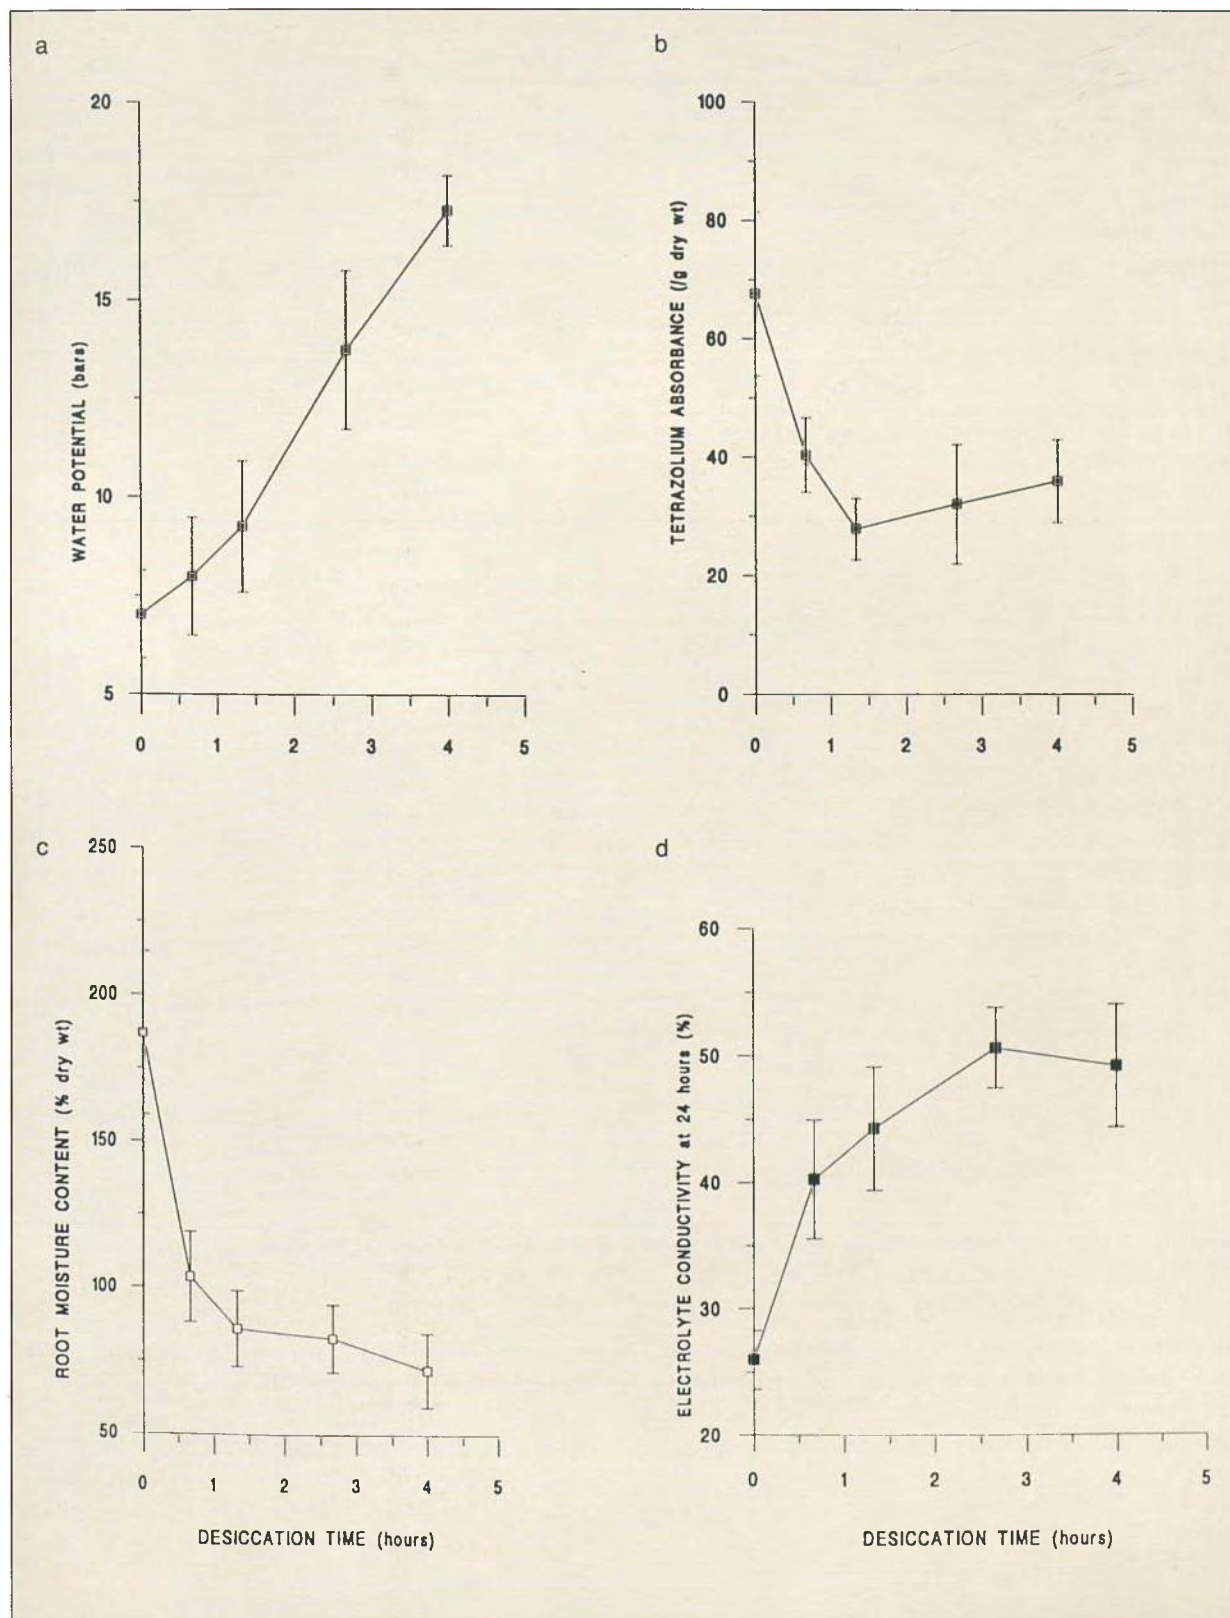 a
20
15
10
5
WATER POTENTIAL (bars)
0 1 2 3 4 5
b
100
80
60
40
20
0
TETRAZOLIUM ABSORBANCE (/g dry wt)
0 1 2 3 4 5
c
250
200
150
100
50
ROOT MOISTURE CONTENT (% dry wt)
0 1 2 3 4 5
DESICCATION TIME (hours)
d
60
50
40
30
20
ELECTROLYTE CONDUCTIVITY at 24 hours (%)
0 1 2 3 4 5
DESICCATION TIME (hours)